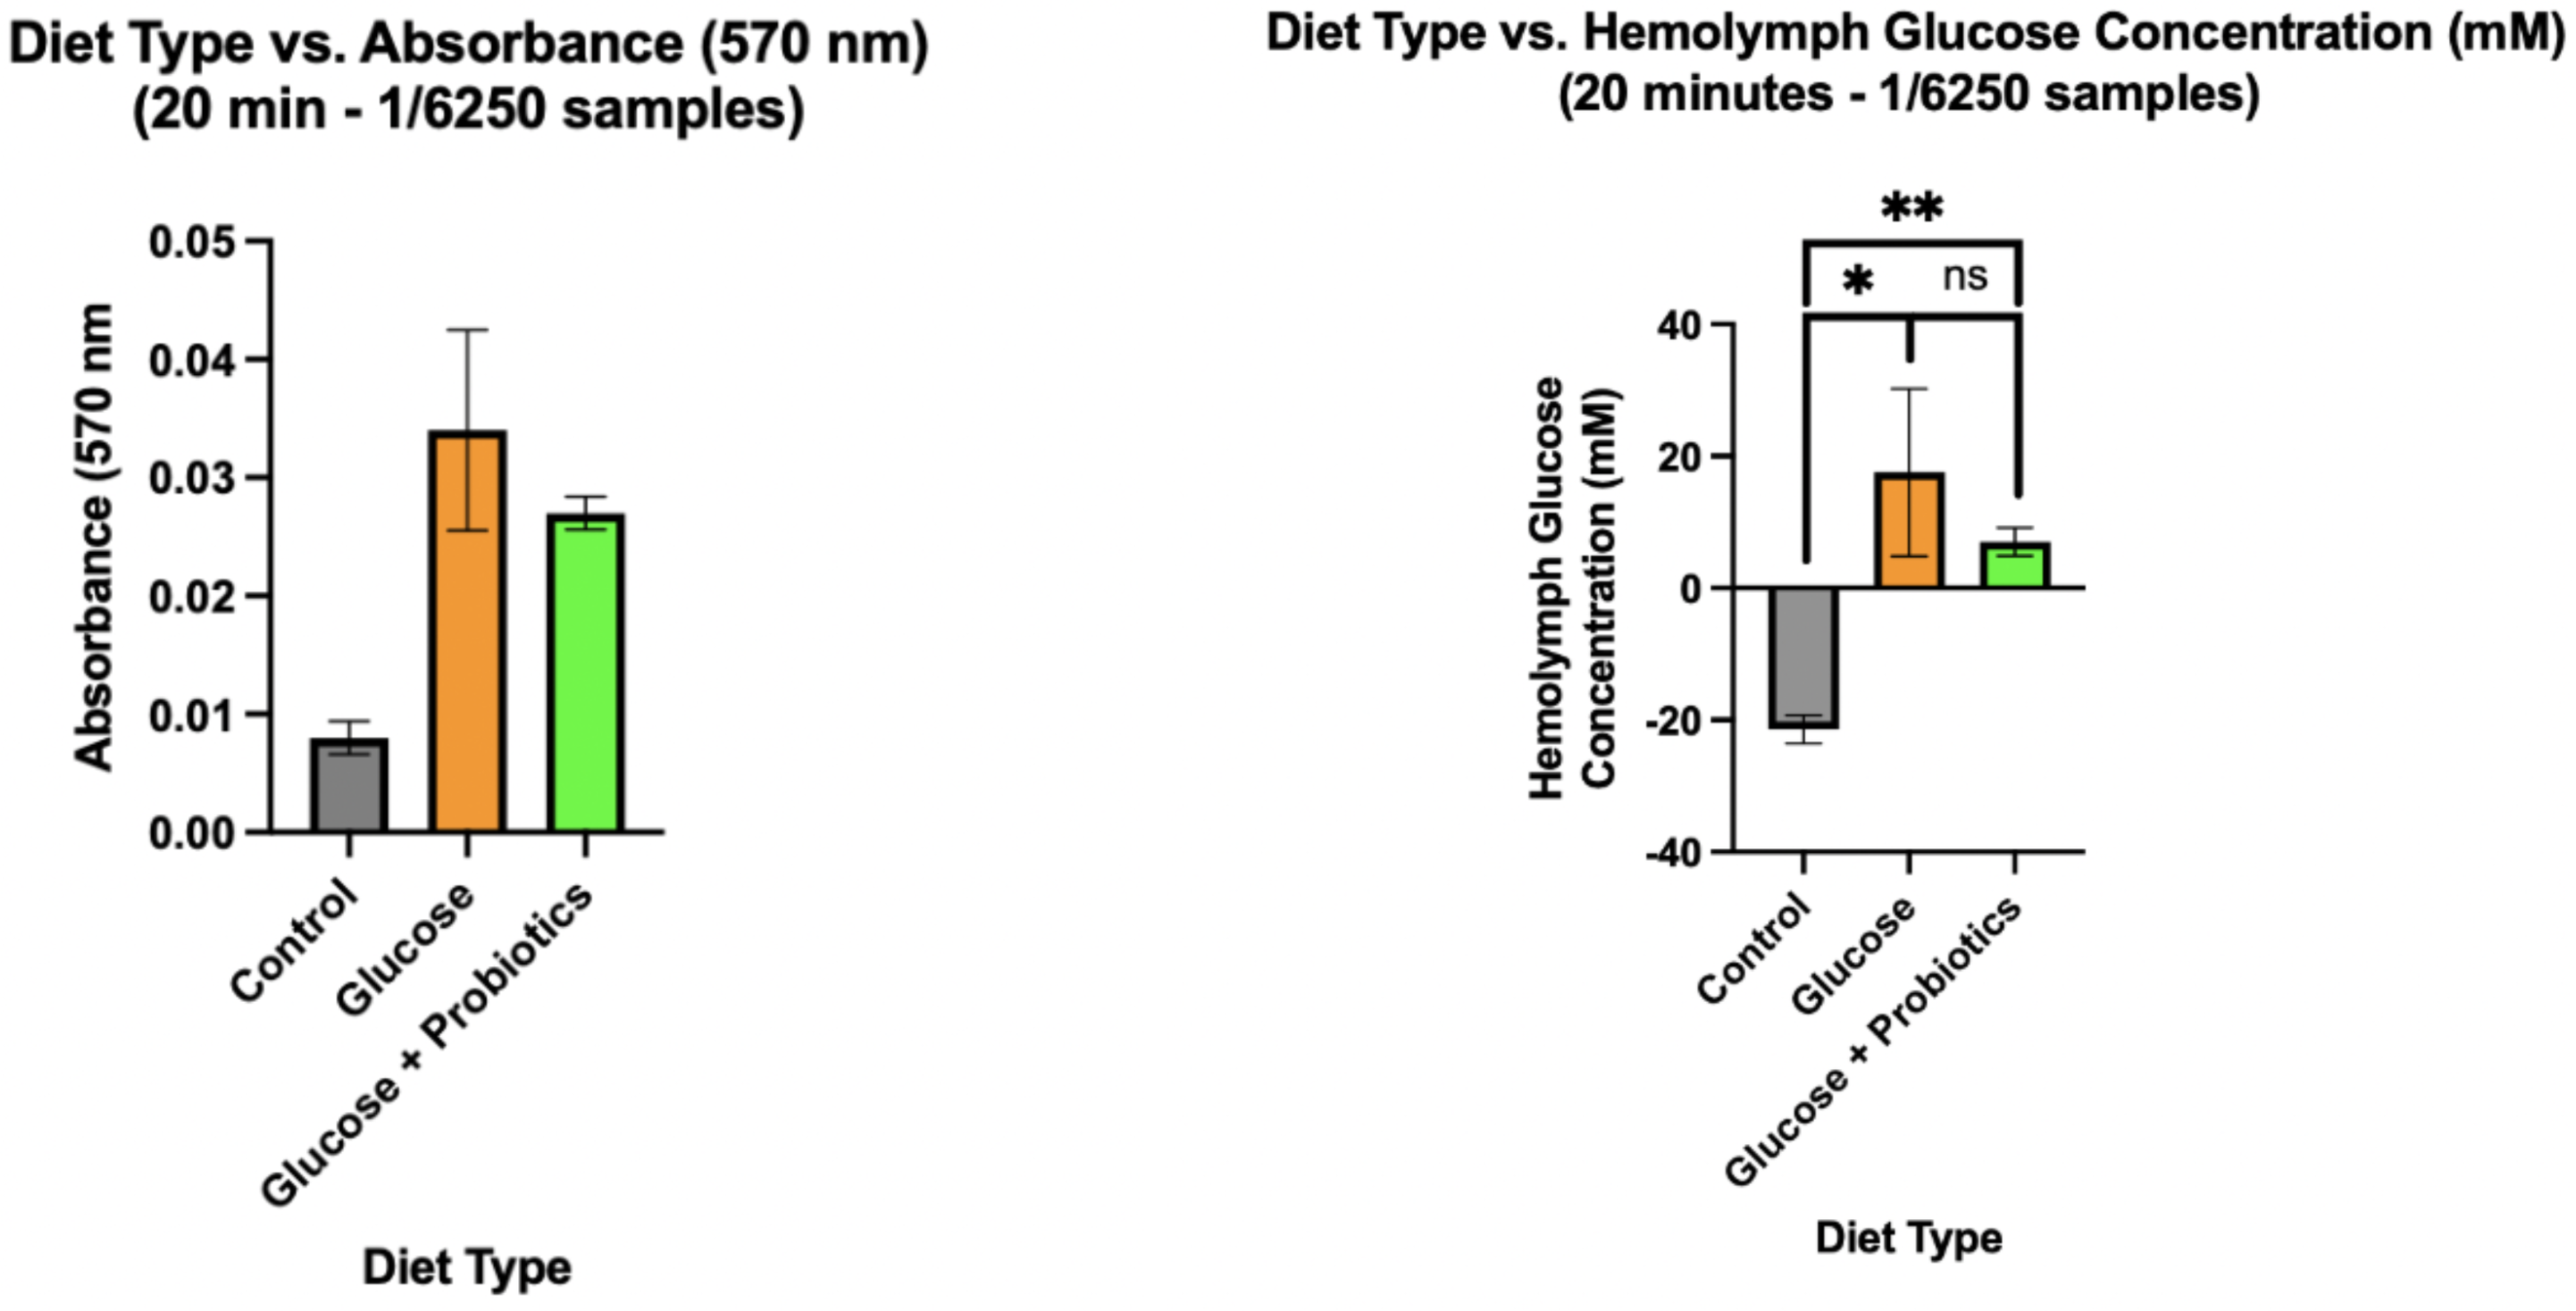 Diet Type vs. Absorbance (570 nm)
(20 min - 1/6250 samples)
0.05
0.04
0.03
0.02
0.01
0.00
Absorbance (570 nm
Control
Glucose
Glucose + Probiotics
Diet Type
Diet Type vs. Hemolymph Glucose Concentration (mM)
(20 minutes - 1/6250 samples)
**
* ns
40
20
0
-20
-40
Hemolymph Glucose
Concentration (mM)
Control
Glucose
Glucose + Probiotics
Diet Type